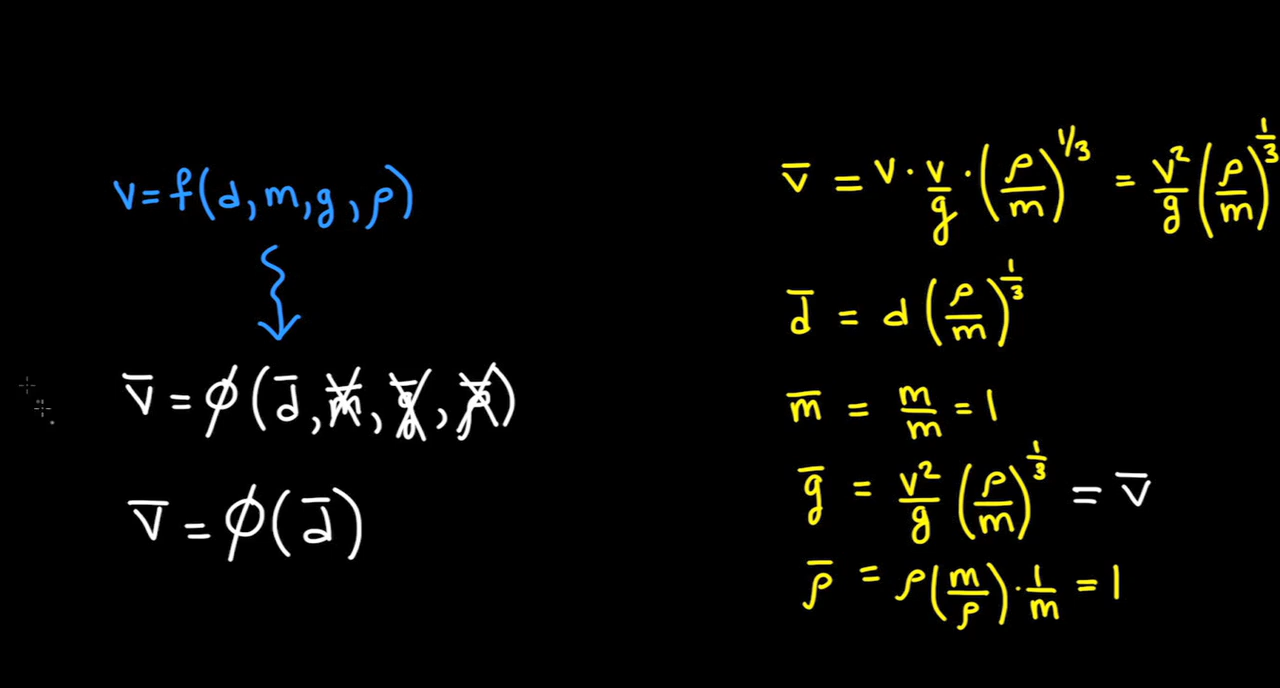 v = f(d, m, g, ρ)
v̅ = ϕ(d̅, m̅, g̅, ρ̅)
v̅ = ϕ(d̅)
v̅ = v · v/g · (ρ/m)^1/3 = v²/g (ρ/m)^1/3
d̅ = d (ρ/m)^1/3
m̅ = m/m = 1
g̅ = v²/g (ρ/m)^1/3 = v̅
ρ̅ = ρ(m/ρ) · 1/m = 1